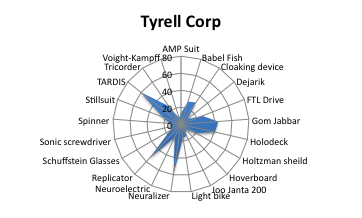 Tyrell Corp
AMP Suit
Voight-Kampff
80
Babel Fish
Tricorder
60
Cloaking device
TARDIS
40
Dejarik
Stillsuit
20
FTL Drive
Spinner
0
Gom Jabbar
Sonic screwdriver
Holodeck
Schuffstein Glasses
Holtzman sheild
Replicator
Hoverboard
Neuroelectric
Joo Janta 200
Neuralizer
Light bike